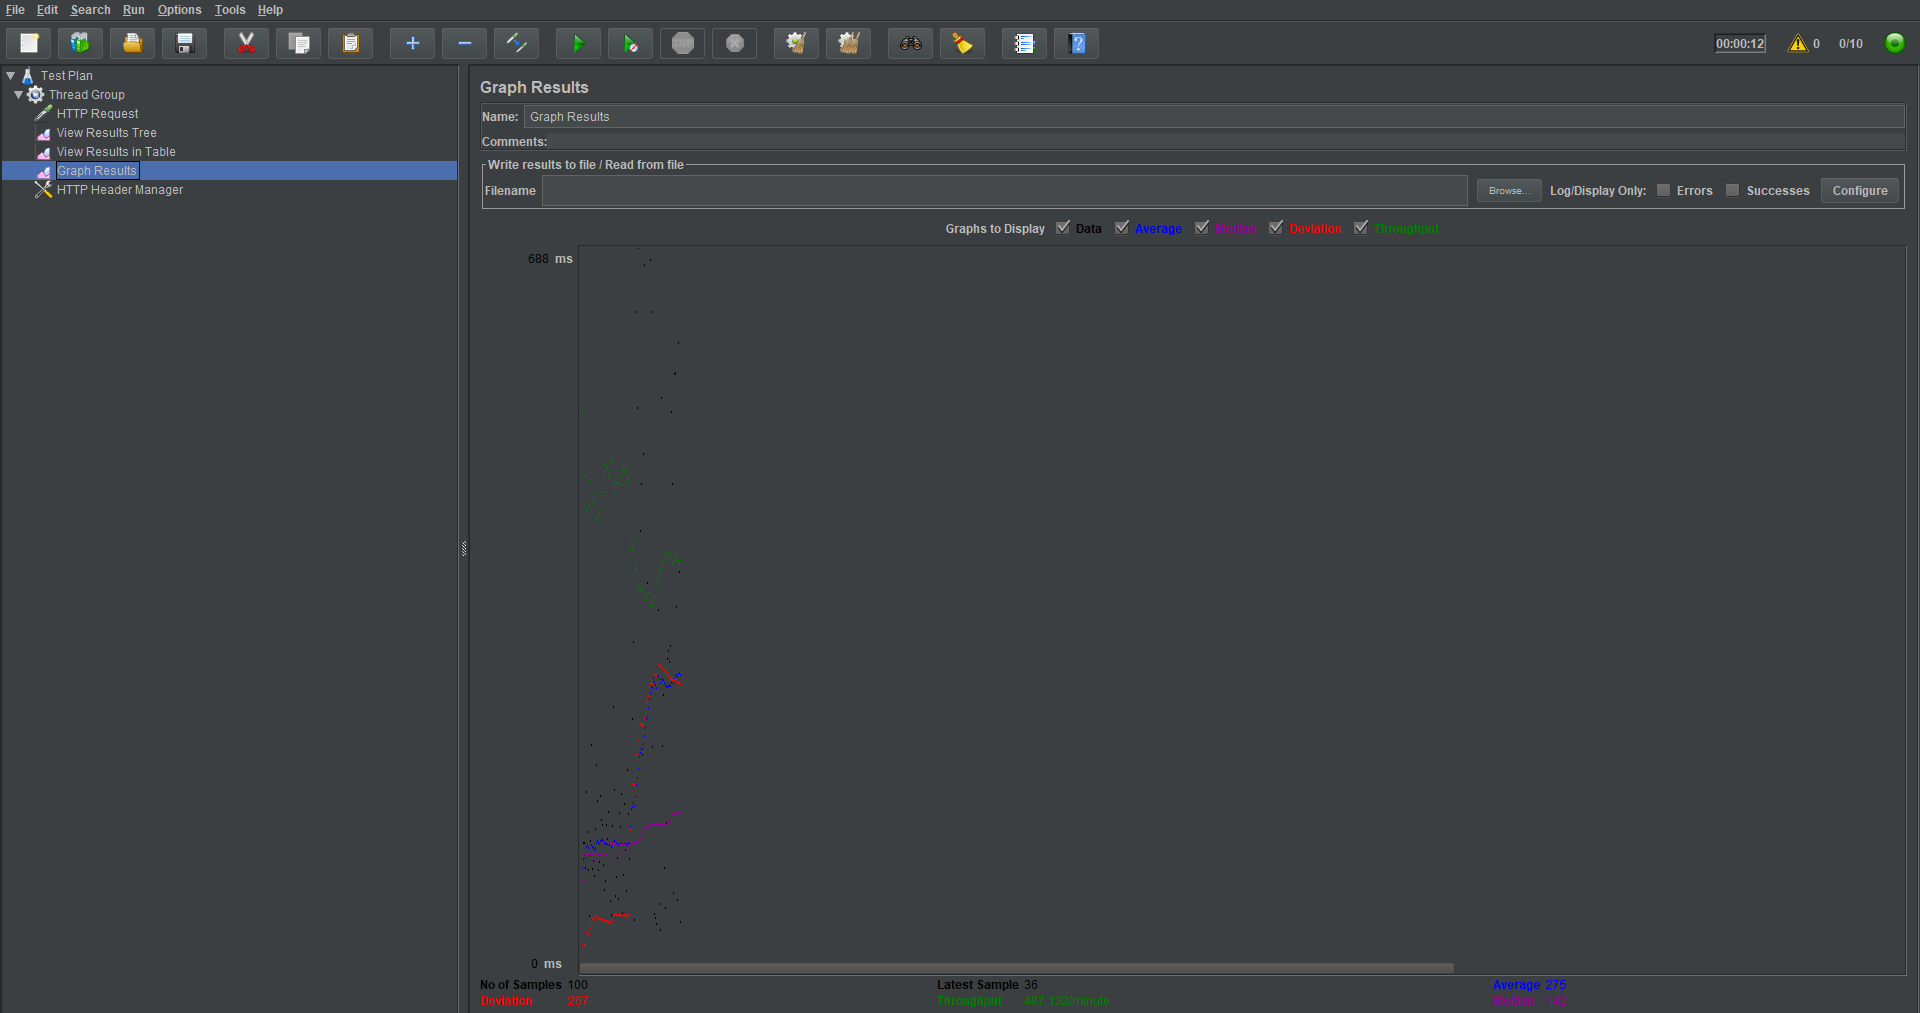 File Edit Search Run Options Tools Help
STOP
00:00:12 0 0/10
Test Plan
Thread Group
HTTP Request
View Results Tree
View Results in Table
Graph Results
HTTP Header Manager
Graph Results
Name: Graph Results
Comments:
Write results to file / Read from file
Filename Browse... Log/Display Only: Errors Successes Configure
Graphs to Display Data Average Median Deviation Throughput
688 ms
0 ms
No of Samples 100 Latest Sample 36 Average 275
Deviation 267 Throughput 487.132/minute Median 142